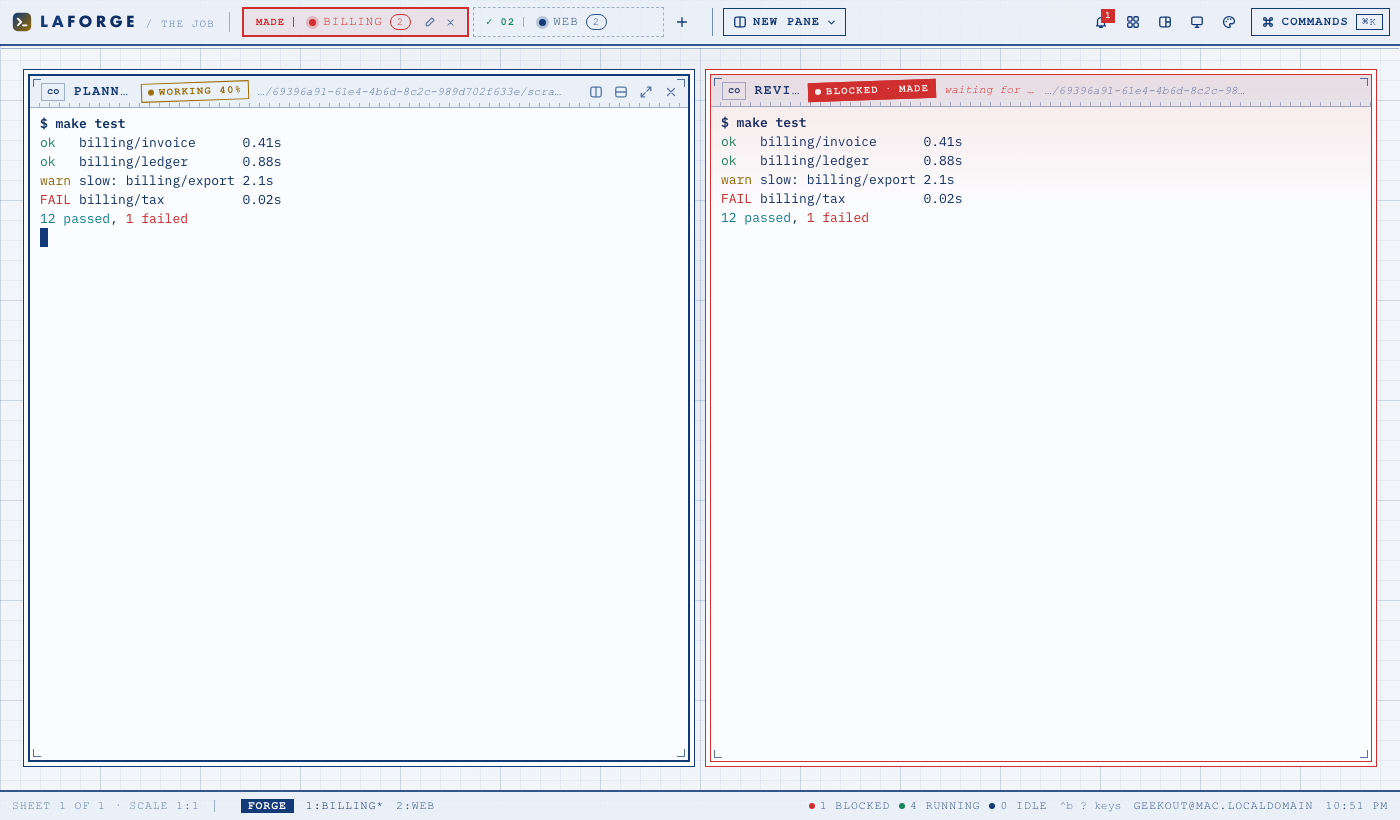 LAFORGE / THE JOB MADE BILLING 2 ✓ 02 WEB 2 + NEW PANE 1 ⌘ COMMANDS ⌘K
CO PLANN… WORKING 40% …/69396a91-61e4-4b6d-8c2c-989d702f633e/scra…
$ make test
ok billing/invoice 0.41s
ok billing/ledger 0.88s
warn slow: billing/export 2.1s
FAIL billing/tax 0.02s
12 passed, 1 failed
CO REVI… BLOCKED · MADE waiting for … …/69396a91-61e4-4b6d-8c2c-98…
$ make test
ok billing/invoice 0.41s
ok billing/ledger 0.88s
warn slow: billing/export 2.1s
FAIL billing/tax 0.02s
12 passed, 1 failed
SHEET 1 OF 1 · SCALE 1:1 FORGE 1:BILLING* 2:WEB 1 BLOCKED 4 RUNNING 0 IDLE ^b ? keys GEEKOUT@MAC.LOCALDOMAIN 10:51 PM